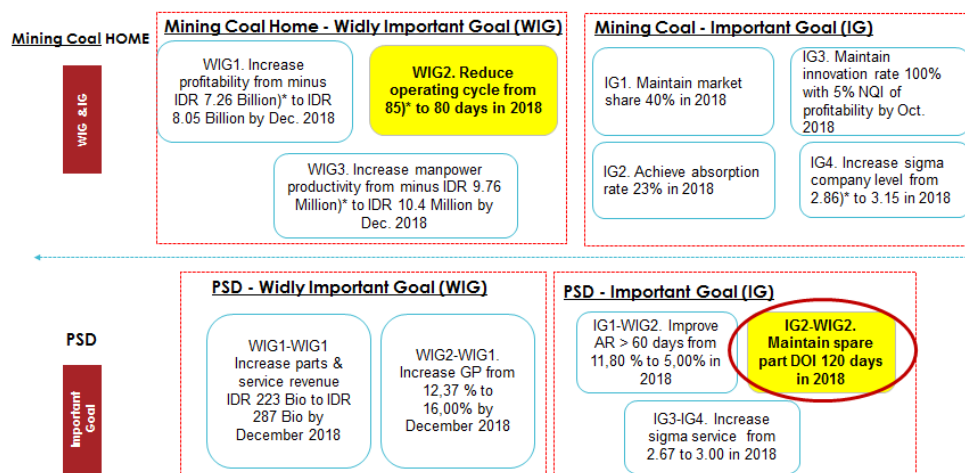 Mining Coal HOME
WIG & IG
Mining Coal Home - Widly Important Goal (WIG)
WIG1. Increase
profitability from minus
IDR 7.26 Billion)* to IDR
8.05 Billion by Dec. 2018
WIG2. Reduce
operating cycle from
85)* to 80 days in 2018
WIG3. Increase manpower
productivity from minus IDR 9.76
Million)* to IDR 10.4 Million by
Dec. 2018
Mining Coal - Important Goal (IG)
IG1. Maintain market
share 40% in 2018
IG3. Maintain
innovation rate 100%
with 5% NQI of
profitability by Oct.
2018
IG2. Achieve absorption
rate 23% in 2018
IG4. Increase sigma
company level from
2.86)* to 3.15 in 2018
PSD
Important
Goal
PSD - Widly Important Goal (WIG)
WIG1-WIG1
Increase parts &
service revenue
IDR 223 Bio to IDR
287 Bio by
December 2018
WIG2-WIG1.
Increase GP from
12,37 % to
16,00% by
December 2018
PSD - Important Goal (IG)
IG1-WIG2. Improve
AR > 60 days from
11,80 % to 5,00% in
2018
IG2-WIG2.
Maintain spare
part DOI 120 days
in 2018
IG3-IG4. Increase
sigma service from
2.67 to 3.00 in 2018